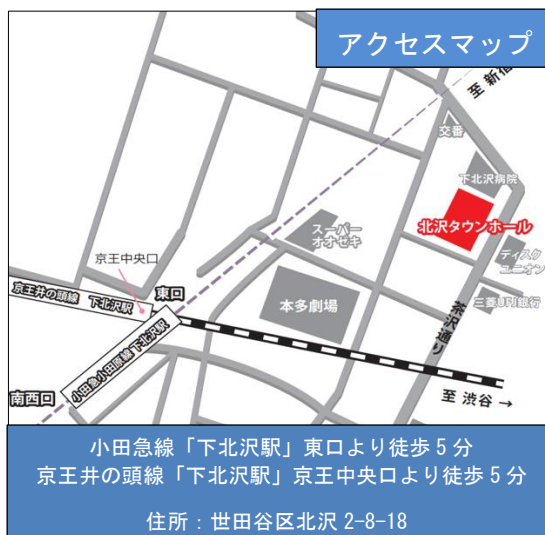 アクセスマップ
至 新宿
交番
下北沢病院
北沢タウンホール
スーパー
オオゼキ
ディスク
ユニオン
京王中央口
京王井の頭線 下北沢駅
東口
本多劇場
三菱UFJ銀行
茶沢通り
小田急小田原線 下北沢駅
南西口
至 渋谷 →
小田急線「下北沢駅」東口より徒歩5分
京王井の頭線「下北沢駅」京王中央口より徒歩5分
住所：世田谷区北沢 2-8-18